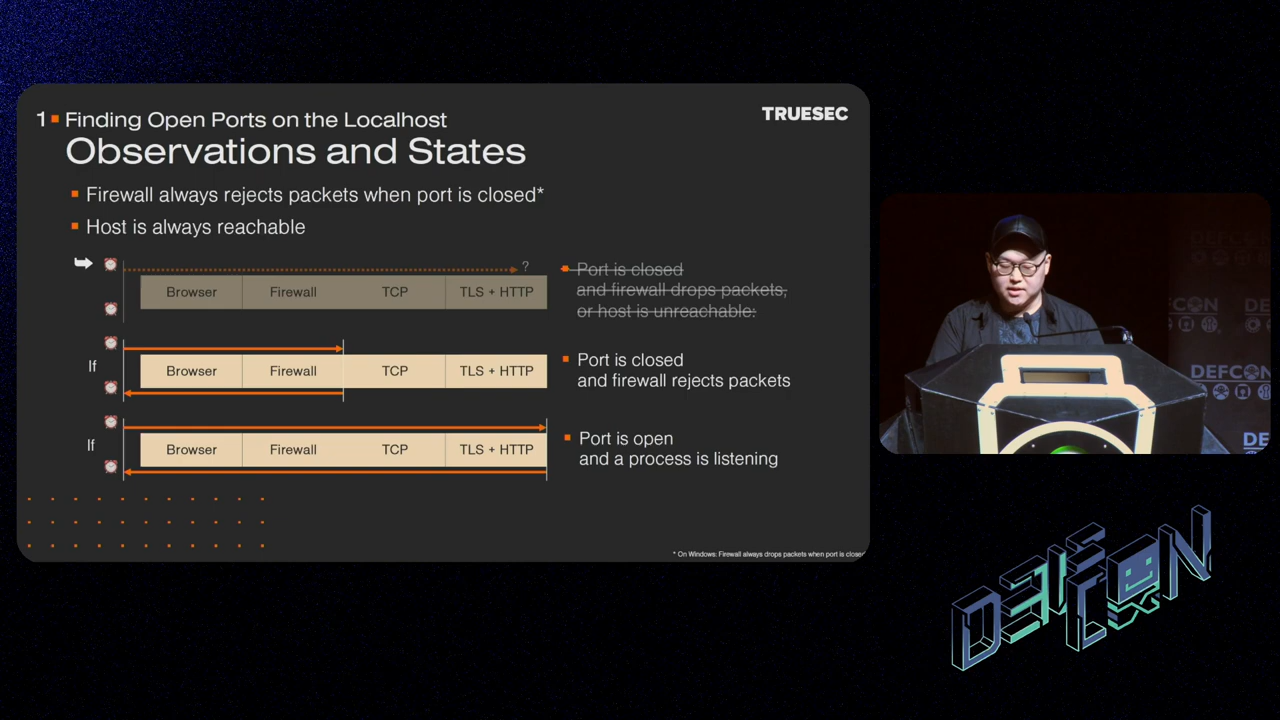 1 Finding Open Ports on the Localhost
TRUESEC
Observations and States
Firewall always rejects packets when port is closed*
Host is always reachable
?
Browser Firewall TCP TLS + HTTP
Port is closed
and firewall drops packets,
or host is unreachable:
If
Browser Firewall TCP TLS + HTTP
Port is closed
and firewall rejects packets
If
Browser Firewall TCP TLS + HTTP
Port is open
and a process is listening
* On Windows: Firewall always drops packets when port is closed
DEFCON
DEFCON
DE
DEFCON